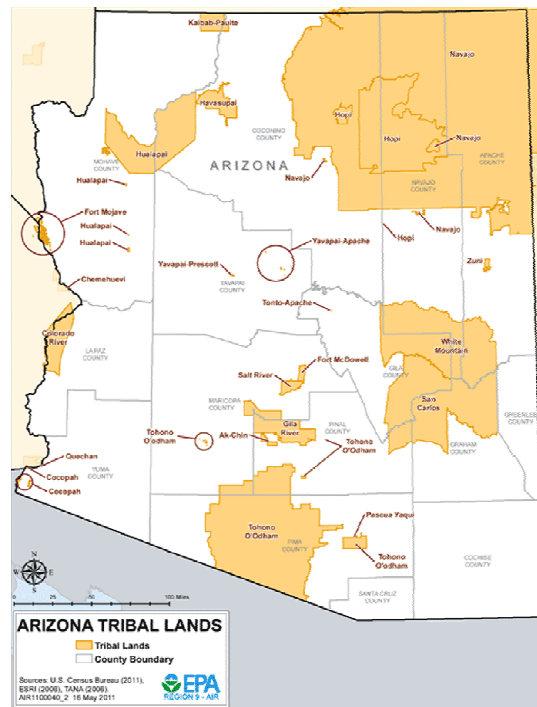 Kaibab-Paiute
Navajo
Havasupai
Hopi
COCONINO
COUNTY
Hopi
Navajo
Hualapai
MOHAVE
COUNTY
ARIZONA
APACHE
COUNTY
Hualapai
Navajo
NAVAJO
COUNTY
Fort Mojave
Hualapai
Hualapai
Yavapai-Apache
Hopi
Navajo
Zuni
Chemehuevi
Yavapai-Prescott
YAVAPAI
COUNTY
Tonto-Apache
Colorado
River
LA PAZ
COUNTY
White
Mountain
Fort McDowell
Salt River
GILA
COUNTY
MARICOPA
COUNTY
San
Carlos
GREENLEE
COUNTY
Gila
River
PINAL
COUNTY
Tohono
O'odham
Ak-Chin
Tohono
O'odham
GRAHAM
COUNTY
Quechan
YUMA
COUNTY
Cocopah
Cocopah
Pascua Yaqui
Tohono
O'Odham
PIMA
COUNTY
Tohono
O'odham
COCHISE
COUNTY
SANTA CRUZ
COUNTY
N
W
E
S
0
50
100 Miles
ARIZONA TRIBAL LANDS
Tribal Lands
County Boundary
Sources: U.S. Census Bureau (2011),
ESRI (2008), TANA (2006).
AIR1100040_2 16 May 2011
EPA
REGION 9 - AIR